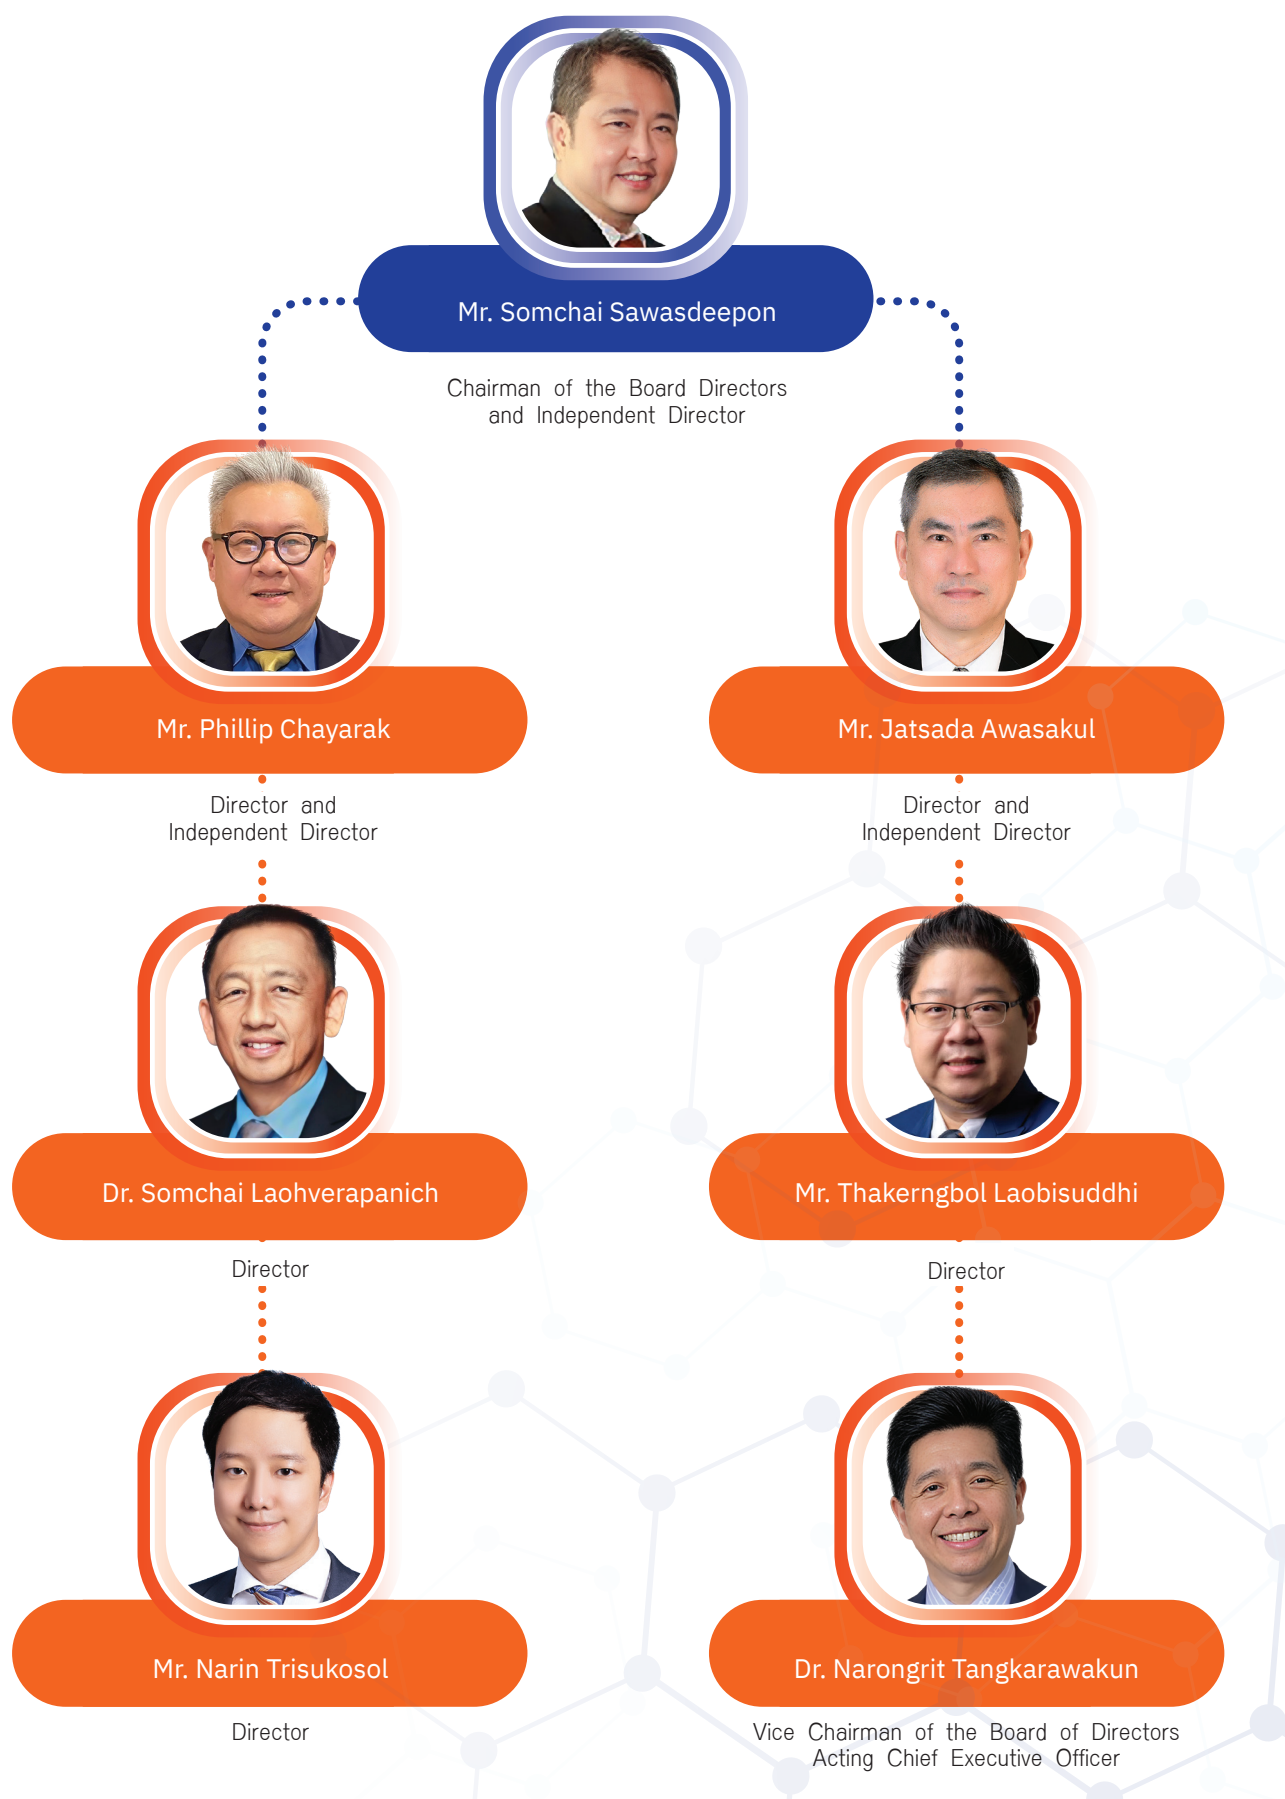 Mr. Somchai Sawasdeepon
Chairman of the Board Directors
and Independent Director
Mr. Phillip Chayarak
Director and
Independent Director
Mr. Jatsada Awasakul
Director and
Independent Director
Dr. Somchai Laohverapanich
Director
Mr. Thakerngbol Laobisuddhi
Director
Mr. Narin Trisukosol
Director
Dr. Narongrit Tangkarawakun
Vice Chairman of the Board of Directors
Acting Chief Executive Officer